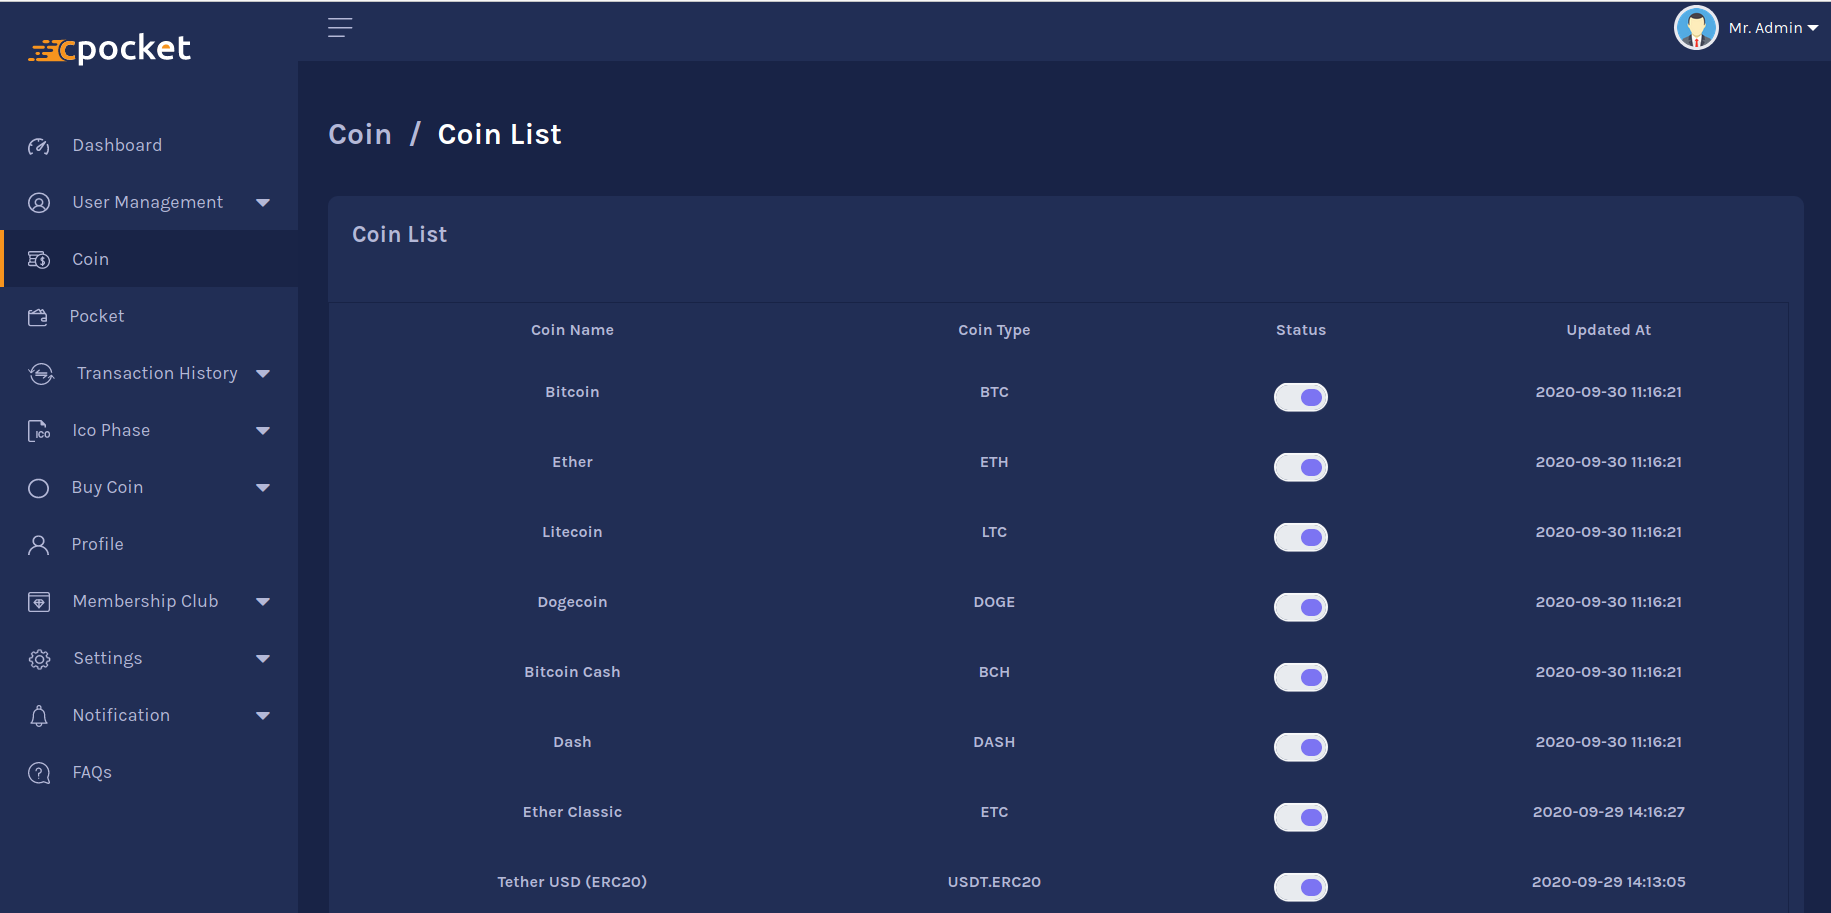 cpocket
Mr. Admin
Dashboard
User Management
Coin
Pocket
Transaction History
ICO
Ico Phase
Buy Coin
Profile
Membership Club
Settings
Notification
FAQs
Coin / Coin List
Coin List
Coin Name Coin Type Status Updated At
Bitcoin BTC 2020-09-30 11:16:21
Ether ETH 2020-09-30 11:16:21
Litecoin LTC 2020-09-30 11:16:21
Dogecoin DOGE 2020-09-30 11:16:21
Bitcoin Cash BCH 2020-09-30 11:16:21
Dash DASH 2020-09-30 11:16:21
Ether Classic ETC 2020-09-29 14:16:27
Tether USD (ERC20) USDT.ERC20 2020-09-29 14:13:05